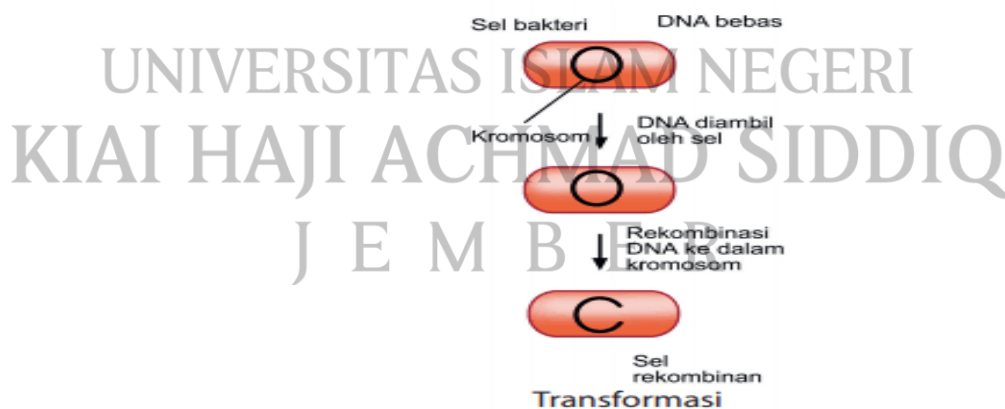 Sel bakteri
DNA bebas
UNIVERSITAS ISLAM NEGERI
Kromosom
DNA diambil
oleh sel
KIAI HAJI ACHMAD SIDDIQ
Rekombinasi
DNA ke dalam
kromosom
J E M B E R
Sel
rekombinan
Transformasi